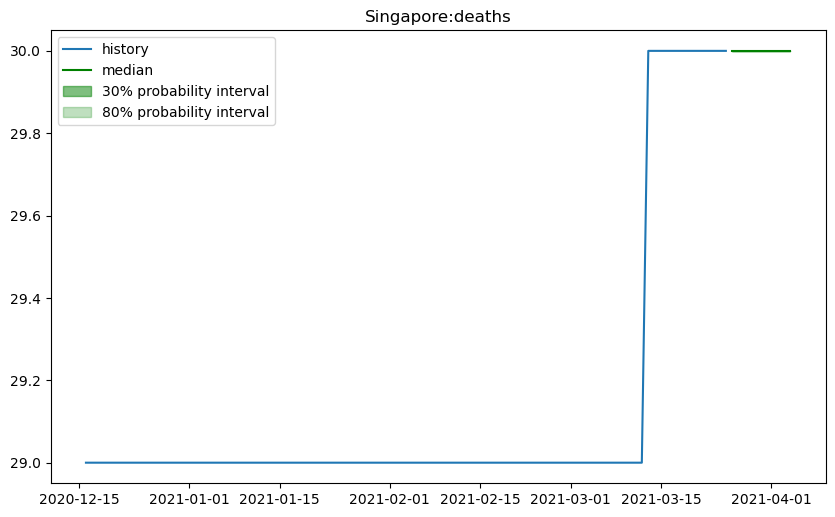 Singapore:deaths
history
median
30% probability interval
80% probability interval
30.0
29.8
29.6
29.4
29.2
29.0
2020-12-15 2021-01-01 2021-01-15 2021-02-01 2021-02-15 2021-03-01 2021-03-15 2021-04-01